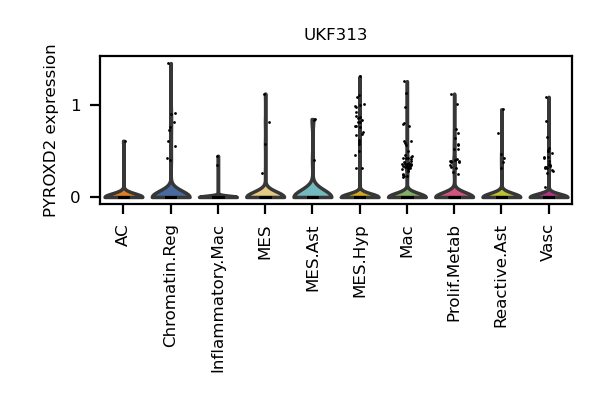 UKF313
PYROXD2 expression
1
0
AC
Chromatin.Reg
Inflammatory.Mac
MES
MES.Ast
MES.Hyp
Mac
Prolif.Metab
Reactive.Ast
Vasc